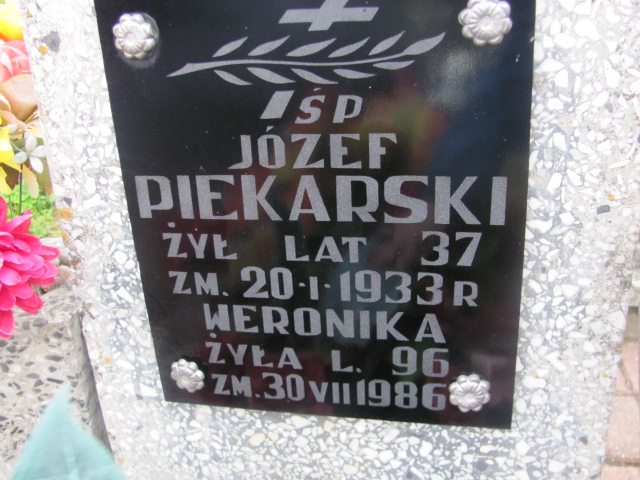 ŚP
JÓZEF
PIEKARSKI
ŻYŁ LAT 37
ZM. 20-I-1933 R
WERONIKA
ŻYŁA L. 96
ZM. 30 VII 1986